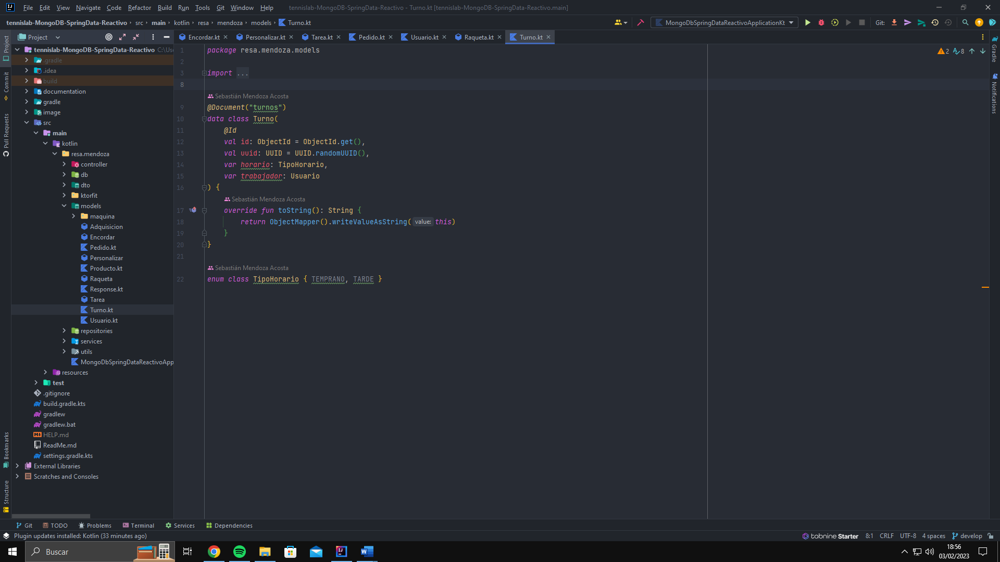 File Edit View Navigate Code Refactor Build Run Tools Git Window Help tennislab-MongoDB-SpringData-Reactivo - Turno.kt [tennislab-MongoDB-SpringData-Reactivo.main]
tennislab-MongoDB-SpringData-Reactivo › src › main › kotlin › resa › mendoza › models › Turno.kt
MongoDbSpringDataReactivoApplicationKt Git:
Project
Encordar.kt Personalizar.kt Tarea.kt Pedido.kt Usuario.kt Raqueta.kt Turno.kt
Project
Commit
Pull Requests
Bookmarks
Structure
tennislab-MongoDB-SpringData-Reactivo C:\Use
.gradle
.idea
build
documentation
gradle
image
src
main
kotlin
resa.mendoza
controller
db
dto
ktorfit
models
maquina
Adquisicion
Encordar
Pedido.kt
Personalizar
Producto.kt
Raqueta
Response.kt
Tarea
Turno.kt
Usuario.kt
repositories
services
utils
MongoDbSpringDataReactivoApp
resources
test
.gitignore
build.gradle.kts
gradlew
gradlew.bat
HELP.md
ReadMe.md
settings.gradle.kts
External Libraries
Scratches and Consoles
1 package resa.mendoza.models
2
3 import ...
8
Sebastián Mendoza Acosta
9 @Document("turnos")
10 data class Turno(
11 @Id
12 val id: ObjectId = ObjectId.get(),
13 val uuid: UUID = UUID.randomUUID(),
14 var horario: TipoHorario,
15 var trabajador: Usuario
16 ) {
Sebastián Mendoza Acosta
17 override fun toString(): String {
18 return ObjectMapper().writeValueAsString( value: this)
19 }
20 }
21
Sebastián Mendoza Acosta
22 enum class TipoHorario { TEMPRANO, TARDE }
2 8
Gradle
Notifications
Git TODO Problems Terminal Services Dependencies
Plugin updates installed: Kotlin (33 minutes ago)
tabnine Starter 8:1 CRLF UTF-8 4 spaces develop
Buscar
18:56
03/02/2023